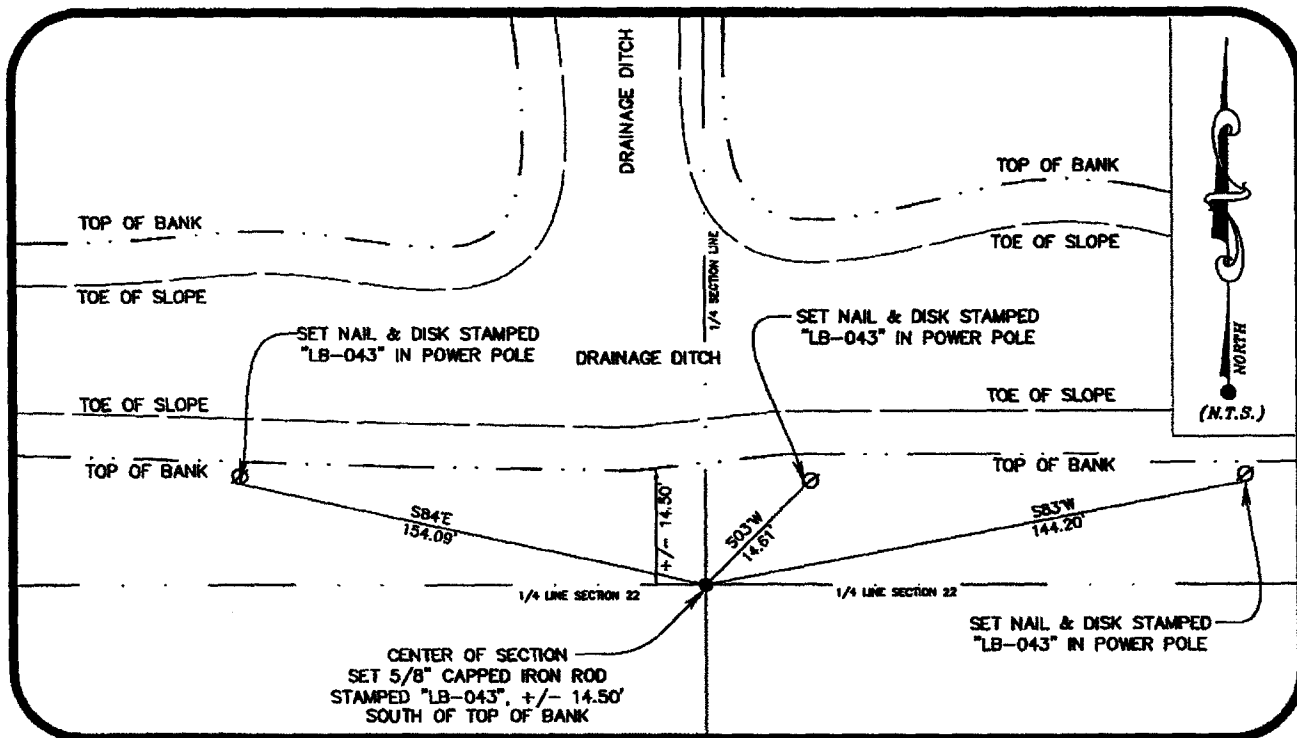 DRAINAGE DITCH
TOP OF BANK
TOP OF BANK
TOE OF SLOPE
TOE OF SLOPE
1/4 SECTION LINE
NORTH
(N.T.S.)
SET NAIL & DISK STAMPED
"LB-043" IN POWER POLE
SET NAIL & DISK STAMPED
"LB-043" IN POWER POLE
DRAINAGE DITCH
TOE OF SLOPE
TOE OF SLOPE
TOP OF BANK
TOP OF BANK
S84°E
154.09'
+/- 14.50'
S03°W
14.61'
S83°W
144.20'
1/4 LINE SECTION 22
1/4 LINE SECTION 22
CENTER OF SECTION
SET 5/8" CAPPED IRON ROD
STAMPED "LB-043", +/- 14.50'
SOUTH OF TOP OF BANK
SET NAIL & DISK STAMPED
"LB-043" IN POWER POLE